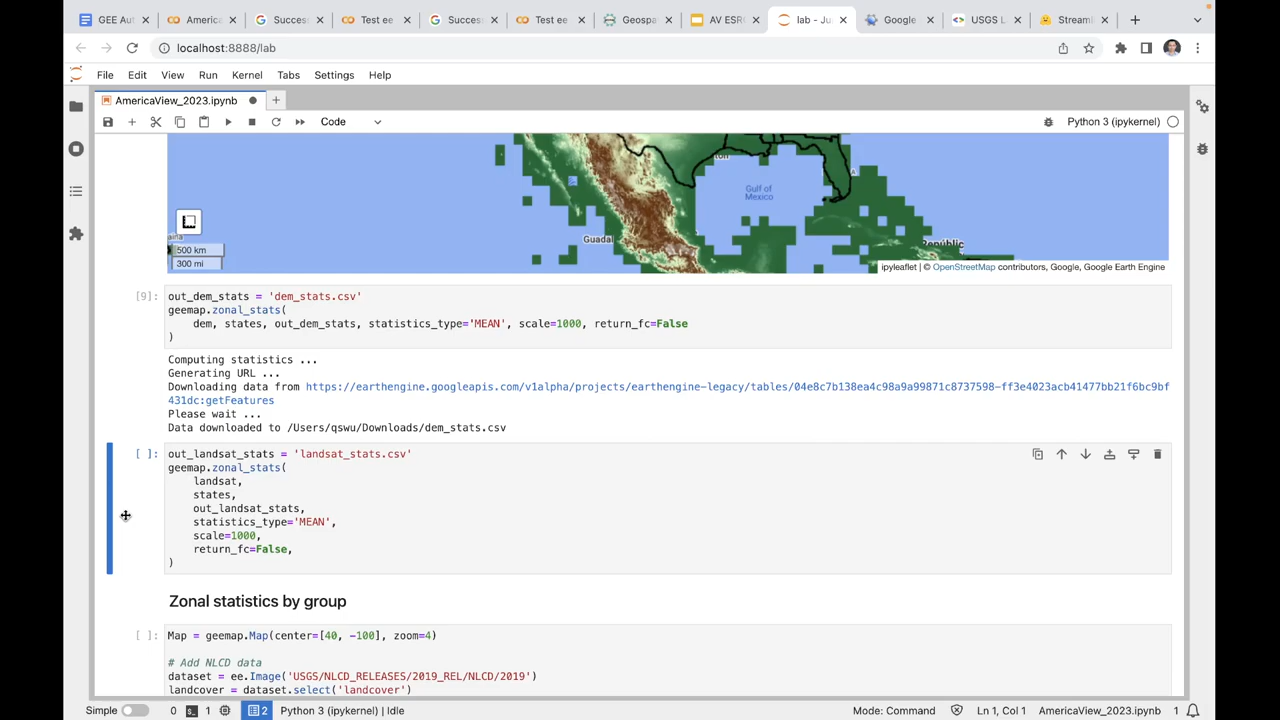 GEE Aut
America
Success
Test ee
Succes
Test ee
Geospa
AV ESRO
lab - Ju
Google
USGS L
Streaml
localhost:8888/lab
File Edit View Run Kernel Tabs Settings Help
AmericaView_2023.ipynb
Code
Python 3 (ipykernel)
Gulf of
Mexico
Guadal
República
500 km
300 mi
ipyleaflet | © OpenStreetMap contributors, Google, Google Earth Engine
[9]: out_dem_stats = 'dem_stats.csv'
geemap.zonal_stats(
dem, states, out_dem_stats, statistics_type='MEAN', scale=1000, return_fc=False
)
Computing statistics ...
Generating URL ...
Downloading data from https://earthengine.googleapis.com/v1alpha/projects/earthengine-legacy/tables/04e8c7b138ea4c98a9a99871c8737598-ff3e4023acb41477bb21f6bc9bf
431dc:getFeatures
Please wait ...
Data downloaded to /Users/qswu/Downloads/dem_stats.csv
[ ]: out_landsat_stats = 'landsat_stats.csv'
geemap.zonal_stats(
landsat,
states,
out_landsat_stats,
statistics_type='MEAN',
scale=1000,
return_fc=False,
)
Zonal statistics by group
[ ]: Map = geemap.Map(center=[40, -100], zoom=4)
# Add NLCD data
dataset = ee.Image('USGS/NLCD_RELEASES/2019_REL/NLCD/2019')
landcover = dataset.select('landcover')
Simple 0 1 2 Python 3 (ipykernel) | Idle Mode: Command Ln 1, Col 1 AmericaView_2023.ipynb 1